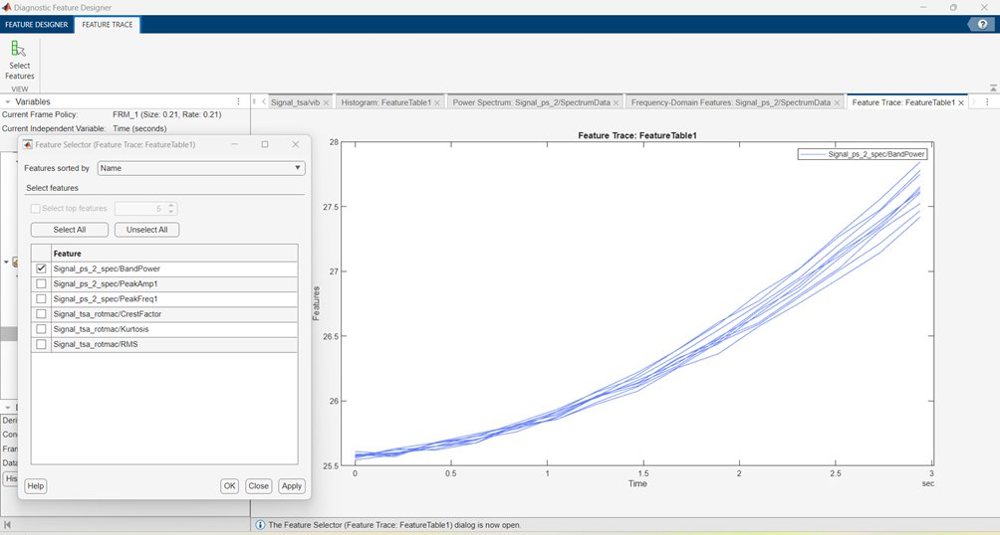 Diagnostic Feature Designer
FEATURE DESIGNER
FEATURE TRACE
?
Select
Features
VIEW
Variables
Current Frame Policy: FRM_1 (Size: 0.21, Rate: 0.21)
Current Independent Variable: Time (seconds)
Signal_tsa/vib
Histogram: FeatureTable1
Power Spectrum: Signal_ps_2/SpectrumData
Frequency-Domain Features: Signal_ps_2/SpectrumData
Feature Trace: FeatureTable1
Feature Selector (Feature Trace: FeatureTable1)
Features sorted by Name
Select features
Select top features 5
Select All Unselect All
Feature
Signal_ps_2_spec/BandPower
Signal_ps_2_spec/PeakAmp1
Signal_ps_2_spec/PeakFreq1
Signal_tsa_rotmac/CrestFactor
Signal_tsa_rotmac/Kurtosis
Signal_tsa_rotmac/RMS
Help OK Close Apply
D
Deri
Con
Fram
Data
His
Feature Trace: FeatureTable1
Signal_ps_2_spec/BandPower
28
27.5
27
26.5
26
25.5
Features
0 0.5 1 1.5 2 2.5 3
Time
sec
The Feature Selector (Feature Trace: FeatureTable1) dialog is now open.